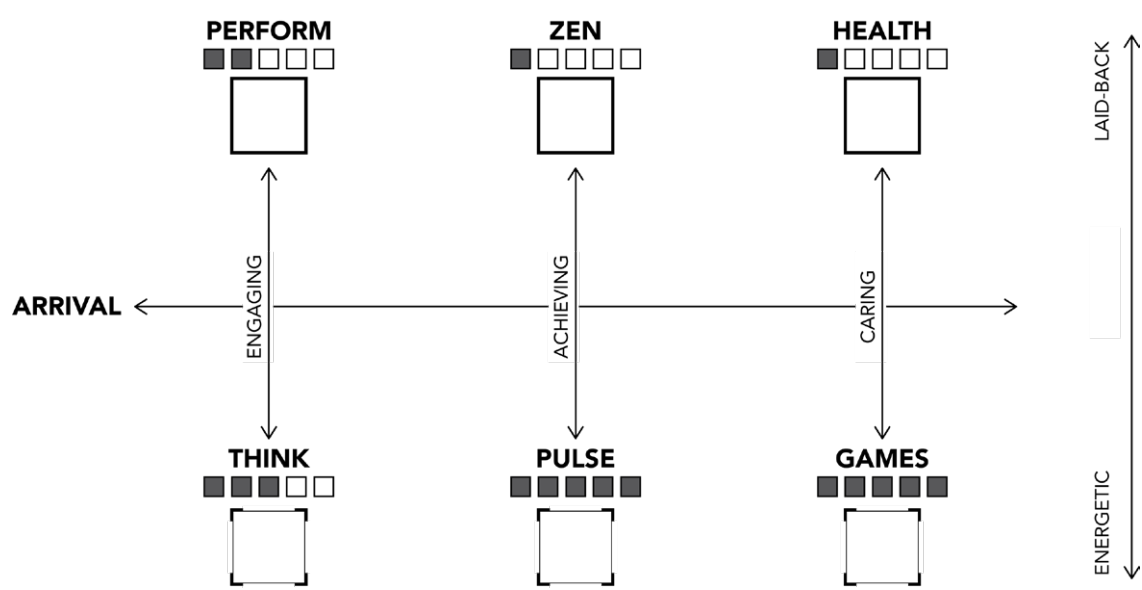 PERFORM
ZEN
HEALTH
LAID-BACK
ARRIVAL
ENGAGING
ACHIEVING
CARING
THINK
PULSE
GAMES
ENERGETIC